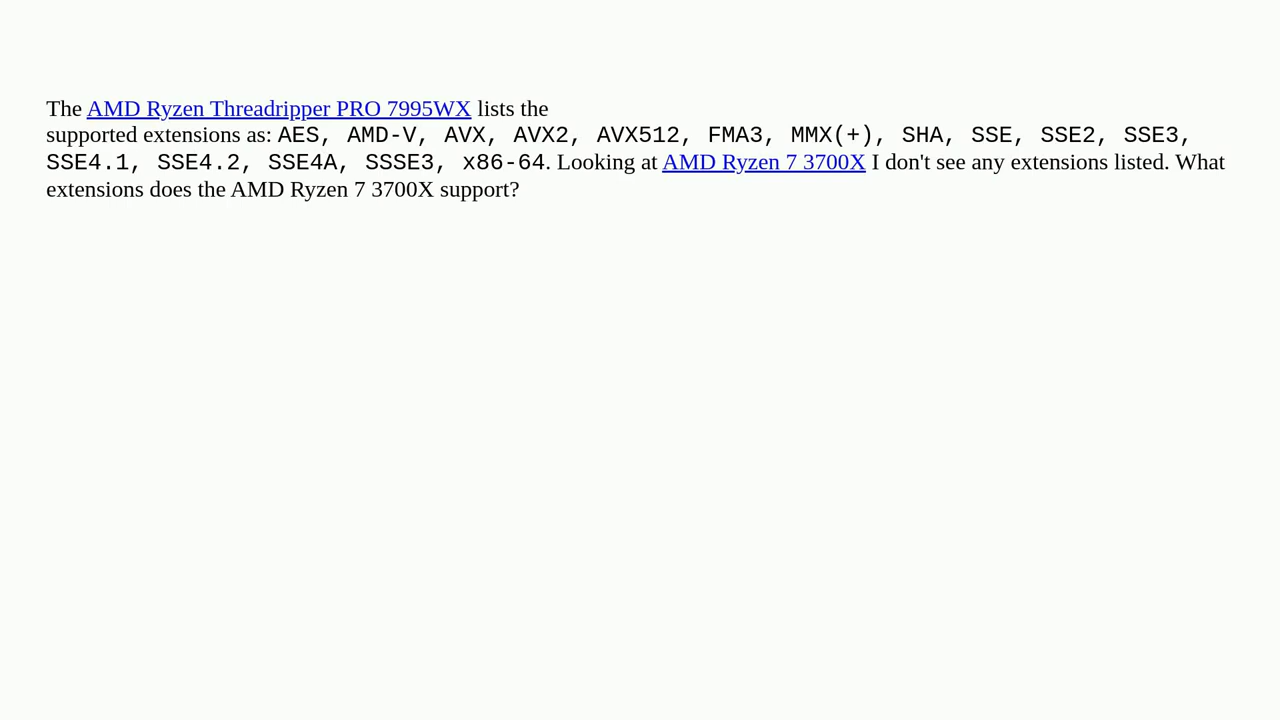 The AMD Ryzen Threadripper PRO 7995WX lists the
supported extensions as: AES, AMD-V, AVX, AVX2, AVX512, FMA3, MMX(+), SHA, SSE, SSE2, SSE3,
SSE4.1, SSE4.2, SSE4A, SSSE3, x86-64. Looking at AMD Ryzen 7 3700X I don't see any extensions listed. What
extensions does the AMD Ryzen 7 3700X support?